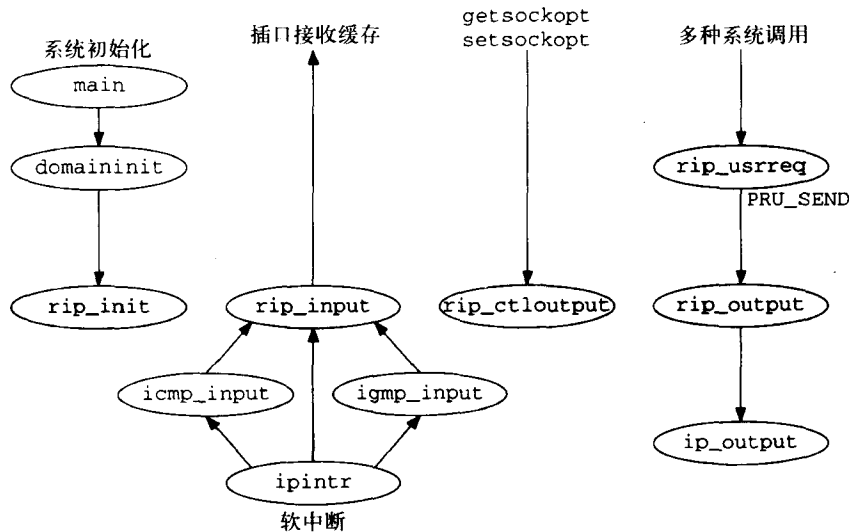 系统初始化
main
domaininit
rip_init
插口接收缓存
rip_input
icmp_input
igmp_input
ipintr
软中断
getsockopt
setsockopt
rip_ctloutput
多种系统调用
rip_usrreq
PRU_SEND
rip_output
ip_output